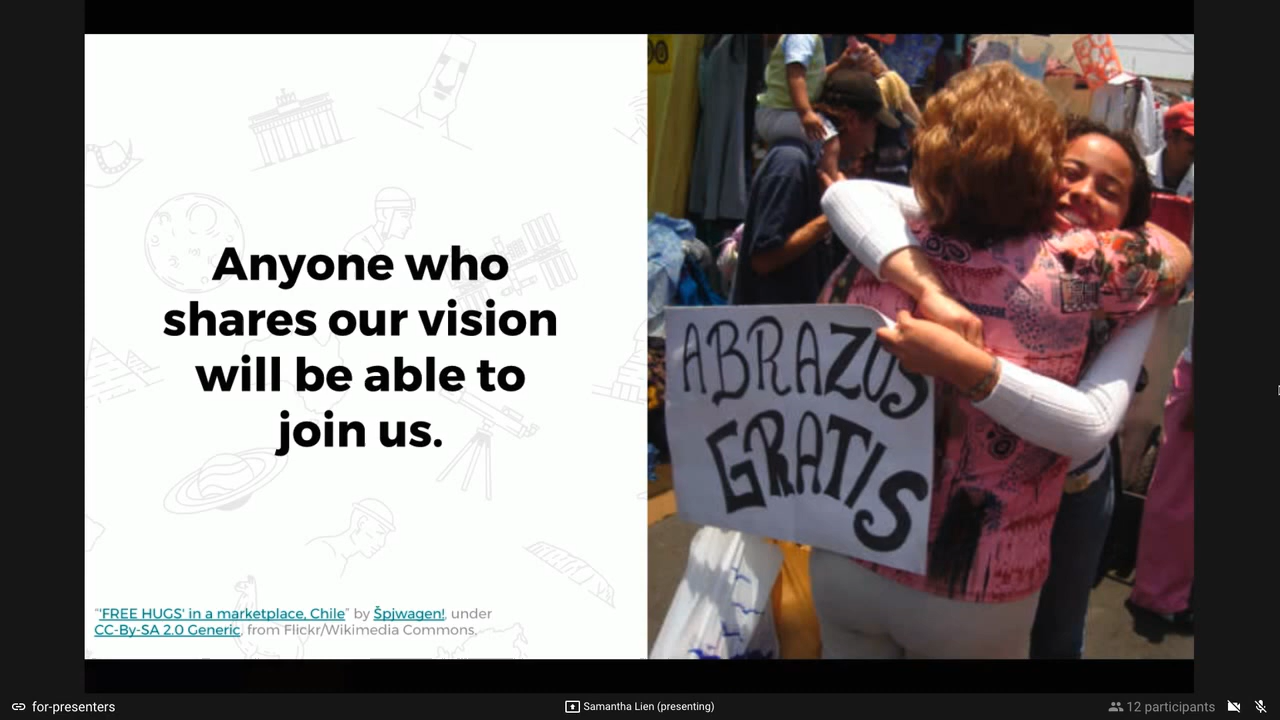 Anyone who
shares our vision
will be able to
join us.
"'FREE HUGS' in a marketplace, Chile" by Špjwagen!, under
CC-By-SA 2.0 Generic, from Flickr/Wikimedia Commons,
ABRAZOS
GRATIS
for-presenters
Samantha Lien (presenting)
12 participants